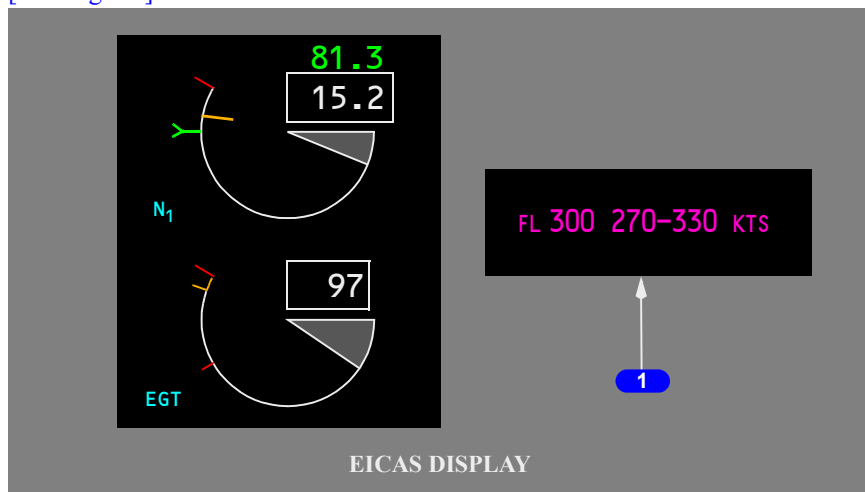 81.3
15.2
N1
FL 300 270-330 KTS
97
EGT
1
EICAS DISPLAY